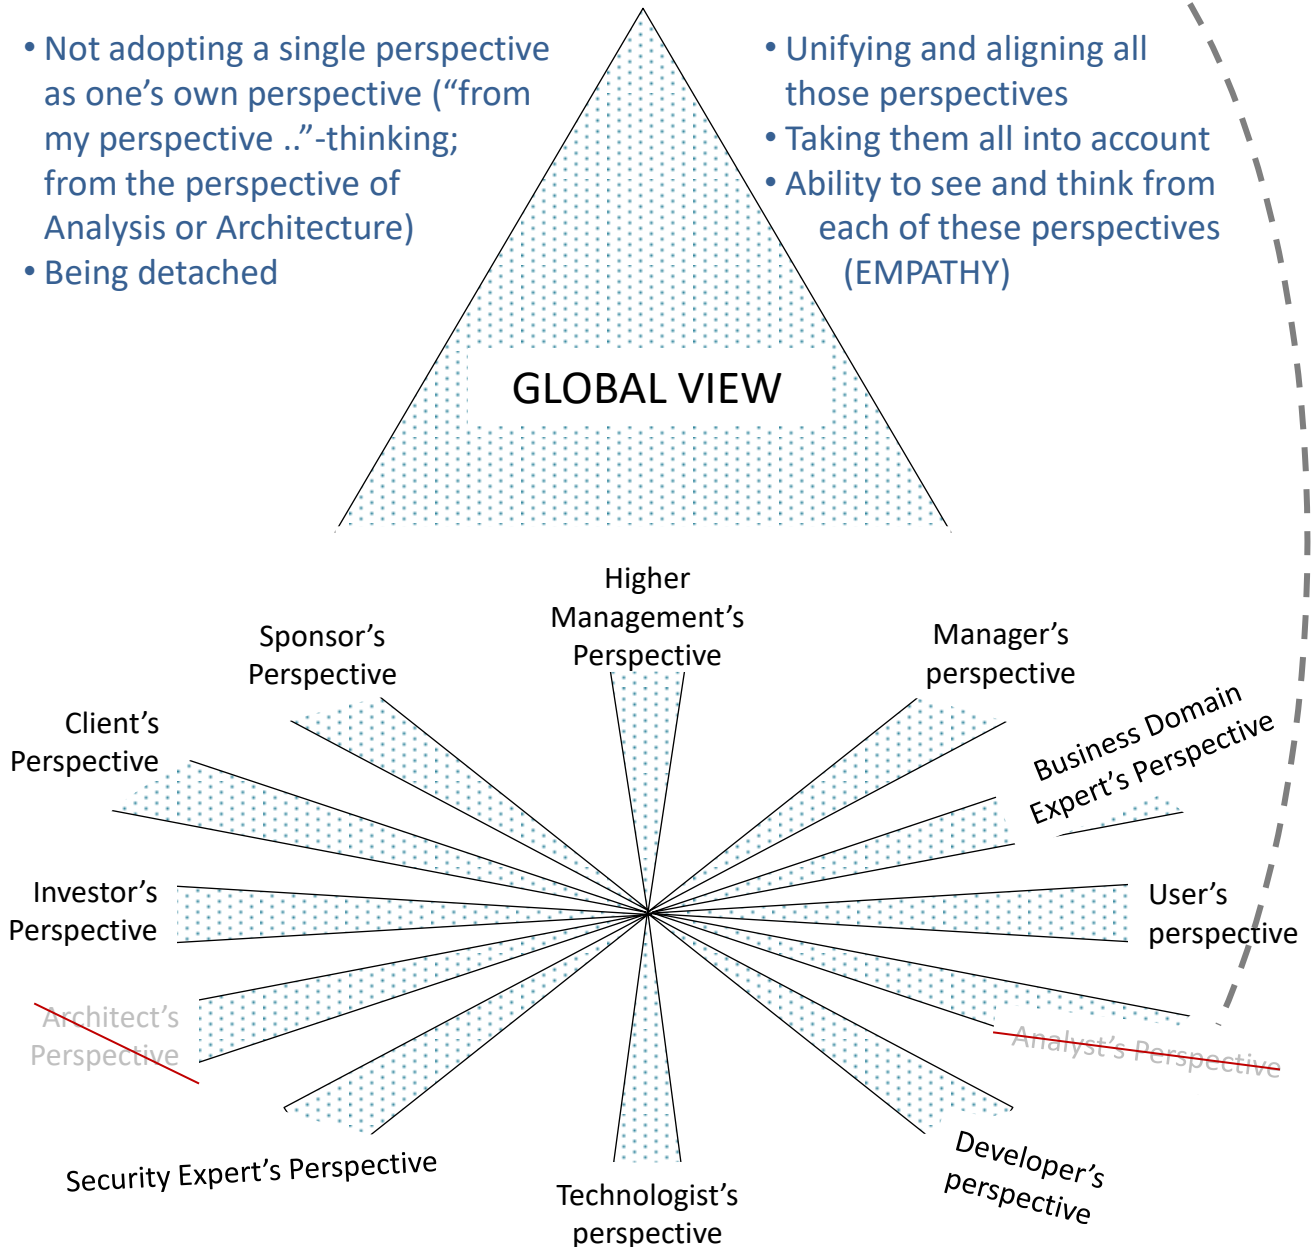 • Not adopting a single perspective
as one’s own perspective (“from
my perspective ..”-thinking;
from the perspective of
Analysis or Architecture)
• Being detached
• Unifying and aligning all
those perspectives
• Taking them all into account
• Ability to see and think from
each of these perspectives
(EMPATHY)
GLOBAL VIEW
Higher
Management’s
Perspective
Sponsor’s
Perspective
Manager’s
perspective
Client’s
Perspective
Business Domain
Expert’s Perspective
Investor’s
Perspective
User’s
perspective
Architect’s
Perspective
Analyst’s Perspective
Security Expert’s Perspective
Technologist’s
perspective
Developer’s
perspective